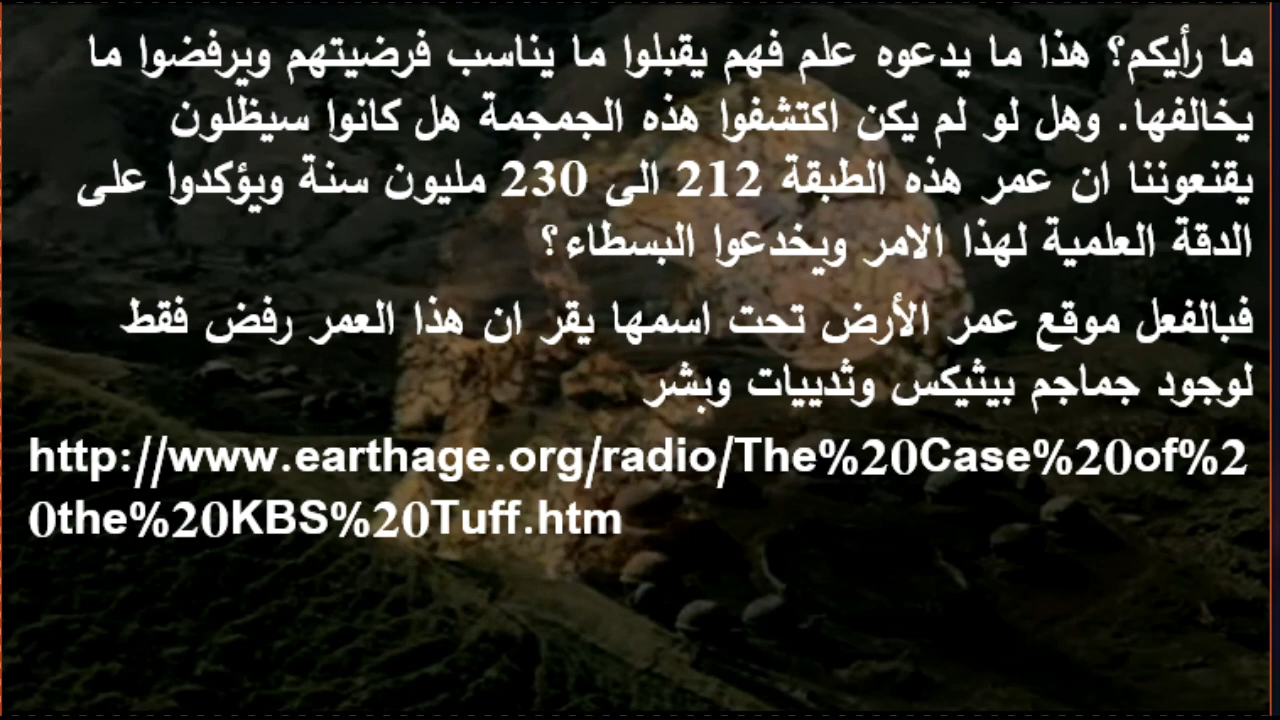 ما رأيكم؟ هذا ما يدعوه علم فهم يقبلوا ما يناسب فرضيتهم ويرفضوا ما
يخالفها. وهل لو لم يكن اكتشفوا هذه الجمجمة هل كانوا سيظلون
يقنعوننا ان عمر هذه الطبقة 212 الى 230 مليون سنة ويؤكدوا على
الدقة العلمية لهذا الامر ويخدعوا البسطاء؟
فبالفعل موقع عمر الأرض تحت اسمها يقر ان هذا العمر رفض فقط
لوجود جماجم بيثيكس وثدييات وبشر
http://www.earthage.org/radio/The%20Case%20of%2
0the%20KBS%20Tuff.htm